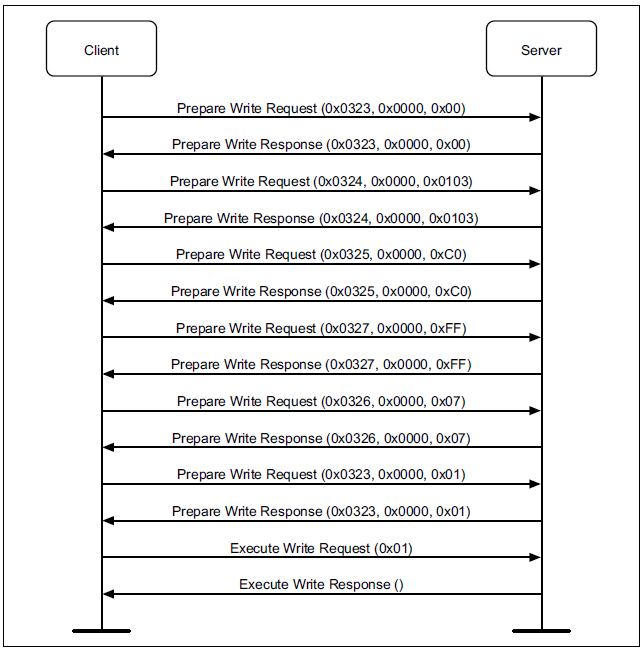 Client
Server
Prepare Write Request (0x0323, 0x0000, 0x00)
Prepare Write Response (0x0323, 0x0000, 0x00)
Prepare Write Request (0x0324, 0x0000, 0x0103)
Prepare Write Response (0x0324, 0x0000, 0x0103)
Prepare Write Request (0x0325, 0x0000, 0xC0)
Prepare Write Response (0x0325, 0x0000, 0xC0)
Prepare Write Request (0x0327, 0x0000, 0xFF)
Prepare Write Response (0x0327, 0x0000, 0xFF)
Prepare Write Request (0x0326, 0x0000, 0x07)
Prepare Write Response (0x0326, 0x0000, 0x07)
Prepare Write Request (0x0323, 0x0000, 0x01)
Prepare Write Response (0x0323, 0x0000, 0x01)
Execute Write Request (0x01)
Execute Write Response ()